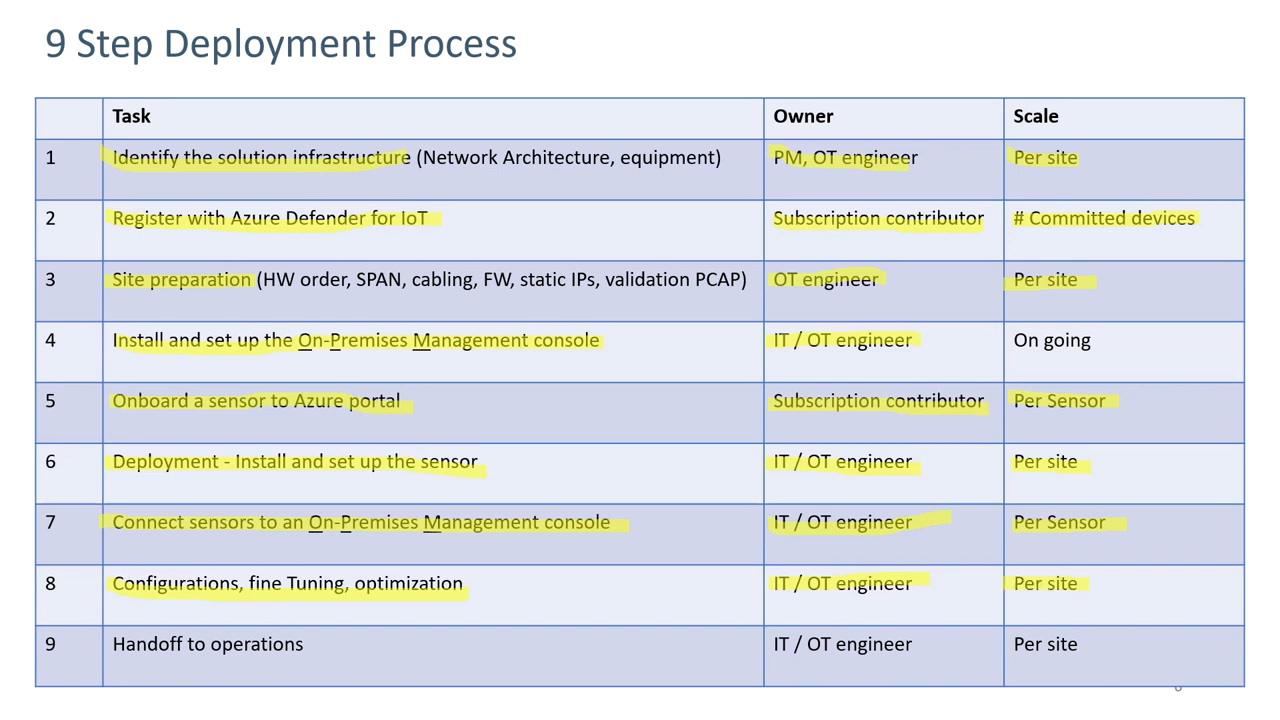 9 Step Deployment Process
Task Owner Scale
1 Identify the solution infrastructure (Network Architecture, equipment) PM, OT engineer Per site
2 Register with Azure Defender for IoT Subscription contributor # Committed devices
3 Site preparation (HW order, SPAN, cabling, FW, static IPs, validation PCAP) OT engineer Per site
4 Install and set up the On-Premises Management console IT / OT engineer On going
5 Onboard a sensor to Azure portal Subscription contributor Per Sensor
6 Deployment - Install and set up the sensor IT / OT engineer Per site
7 Connect sensors to an On-Premises Management console IT / OT engineer Per Sensor
8 Configurations, fine Tuning, optimization IT / OT engineer Per site
9 Handoff to operations IT / OT engineer Per site